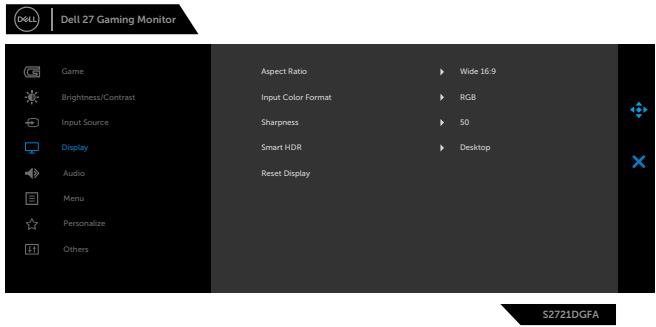 DELL
Dell 27 Gaming Monitor
Game
Brightness/Contrast
Input Source
Display
Audio
Menu
Personalize
Others
Aspect Ratio Wide 16:9
Input Color Format RGB
Sharpness 50
Smart HDR Desktop
Reset Display
S2721DGFA